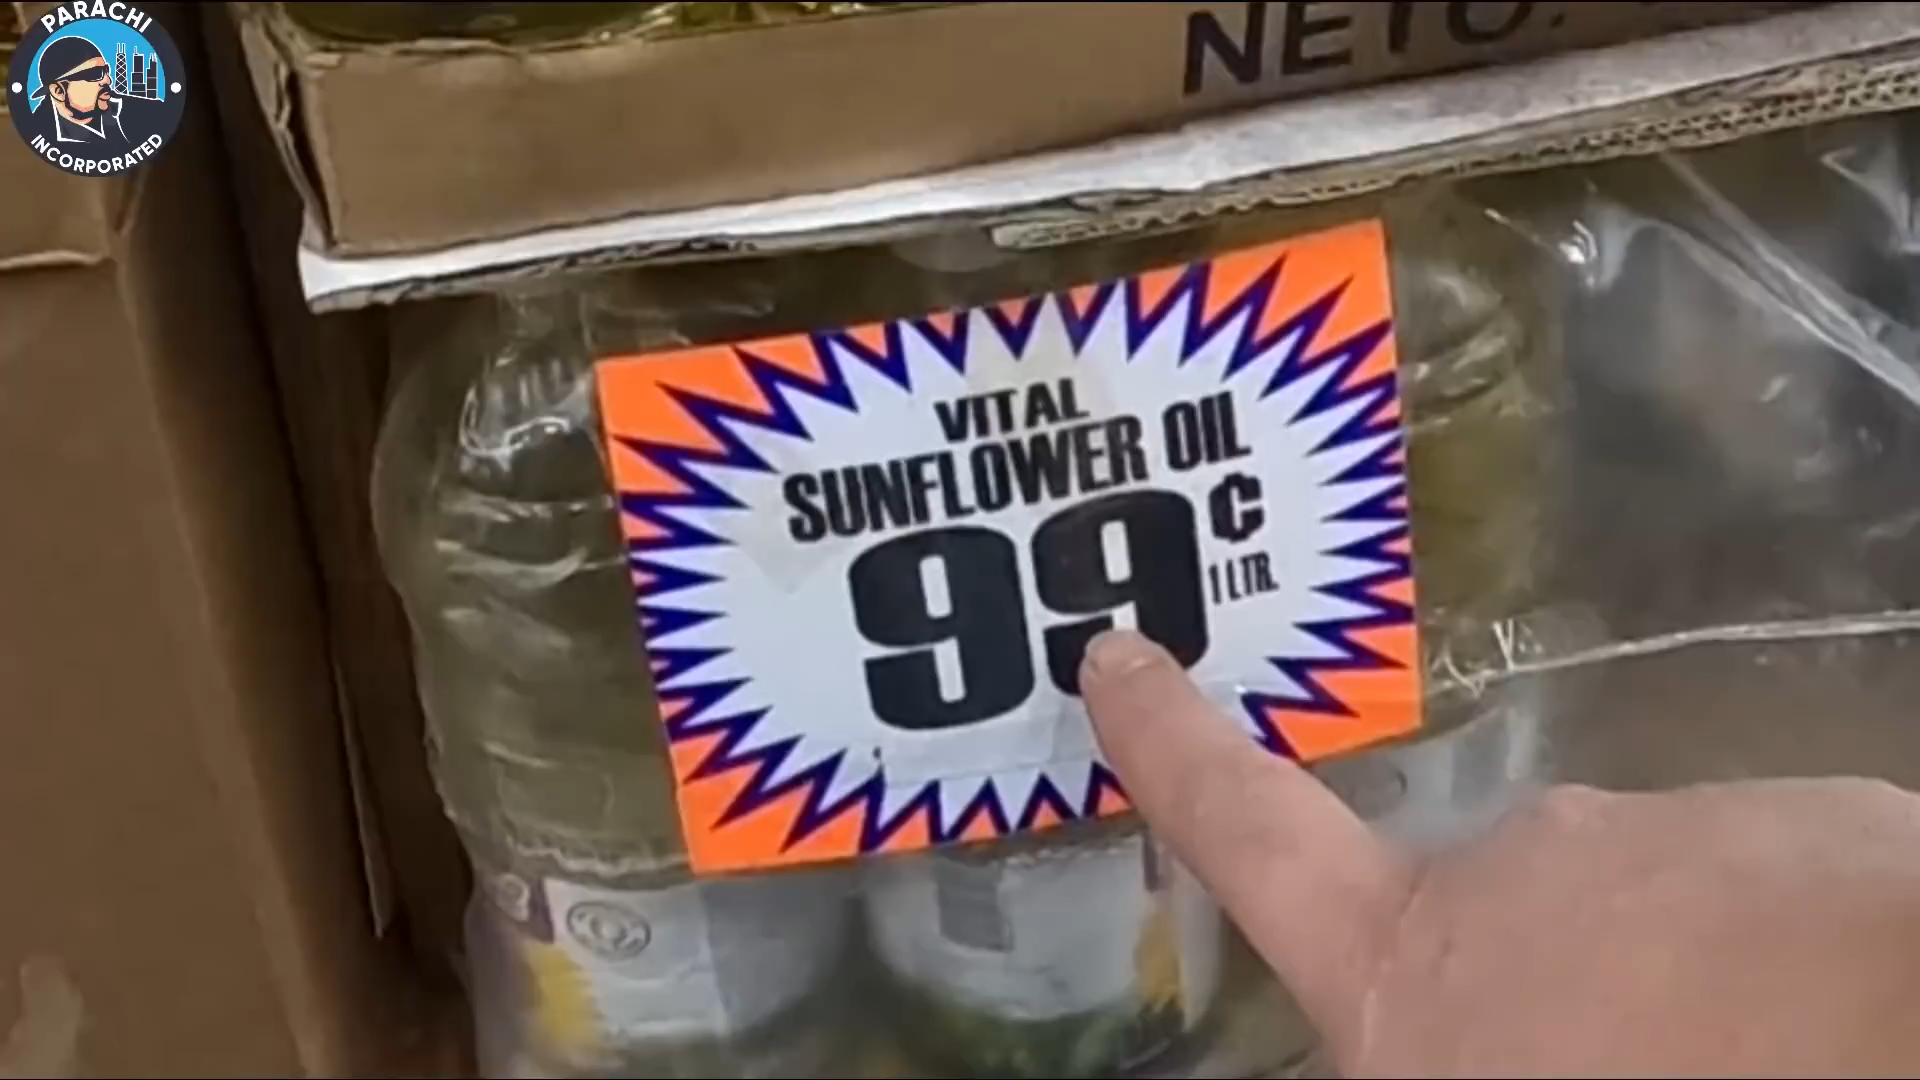 PARACHI
INCORPORATED
NETO.
VITAL
SUNFLOWER OIL
99¢
1 LTR.